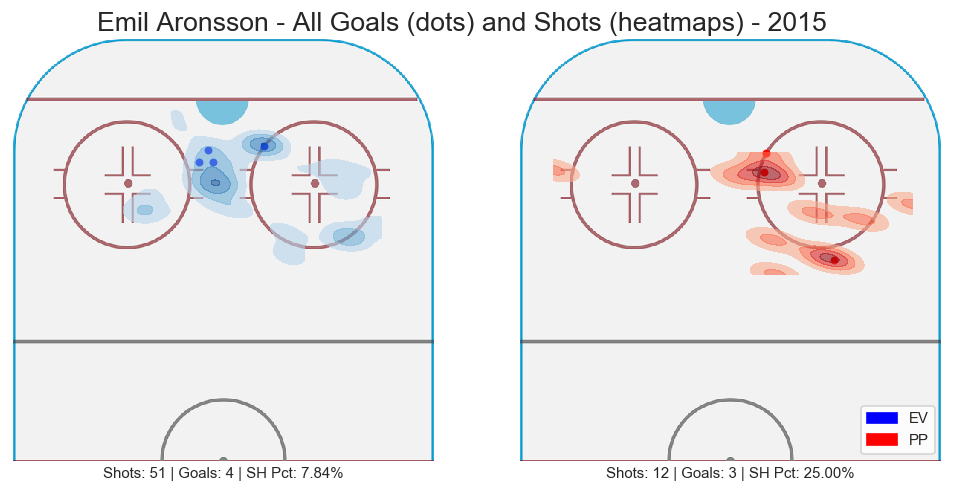 Emil Aronsson - All Goals (dots) and Shots (heatmaps) - 2015
EV
PP
Shots: 51 | Goals: 4 | SH Pct: 7.84%
Shots: 12 | Goals: 3 | SH Pct: 25.00%